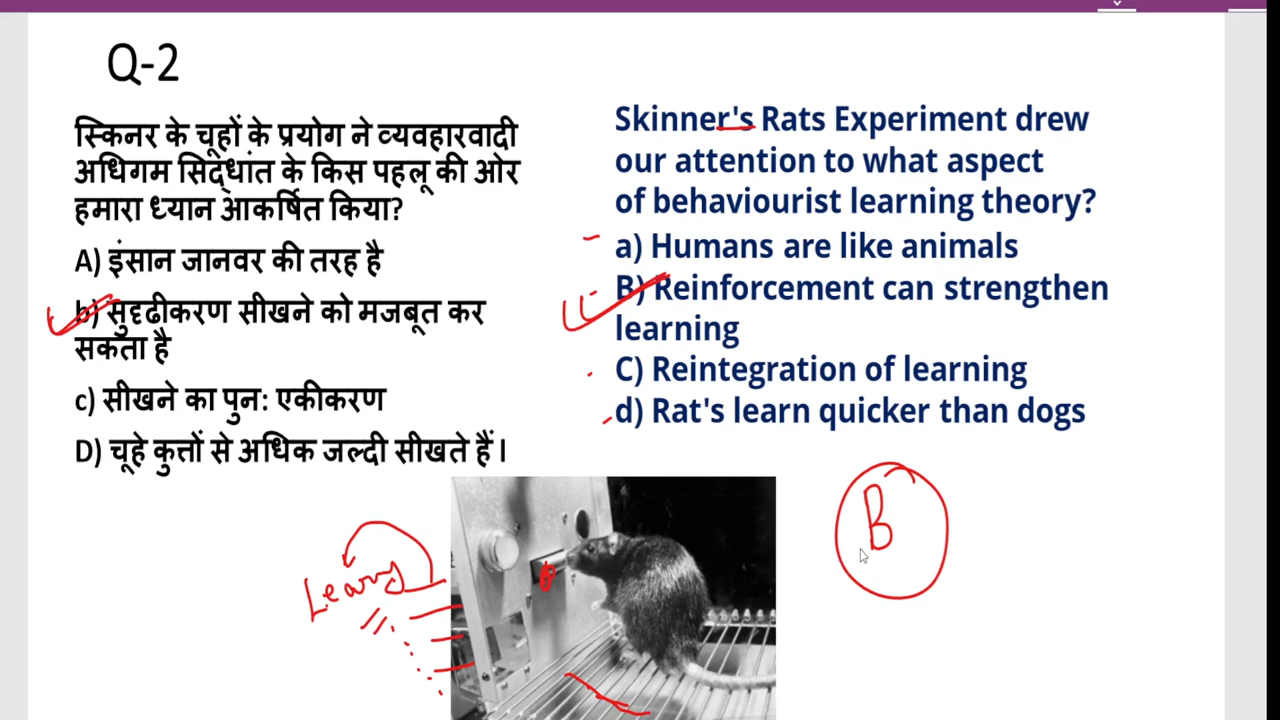 Q-2
स्किनर के चूहों के प्रयोग ने व्यवहारवादी
अधिगम सिद्धांत के किस पहलू की ओर
हमारा ध्यान आकर्षित किया?
A) इंसान जानवर की तरह है
b) सुदृढीकरण सीखने को मजबूत कर
सकता है
c) सीखने का पुन: एकीकरण
D) चूहे कुत्तों से अधिक जल्दी सीखते हैं ।
Skinner's Rats Experiment drew
our attention to what aspect
of behaviourist learning theory?
a) Humans are like animals
B) Reinforcement can strengthen
learning
C) Reintegration of learning
d) Rat's learn quicker than dogs
B